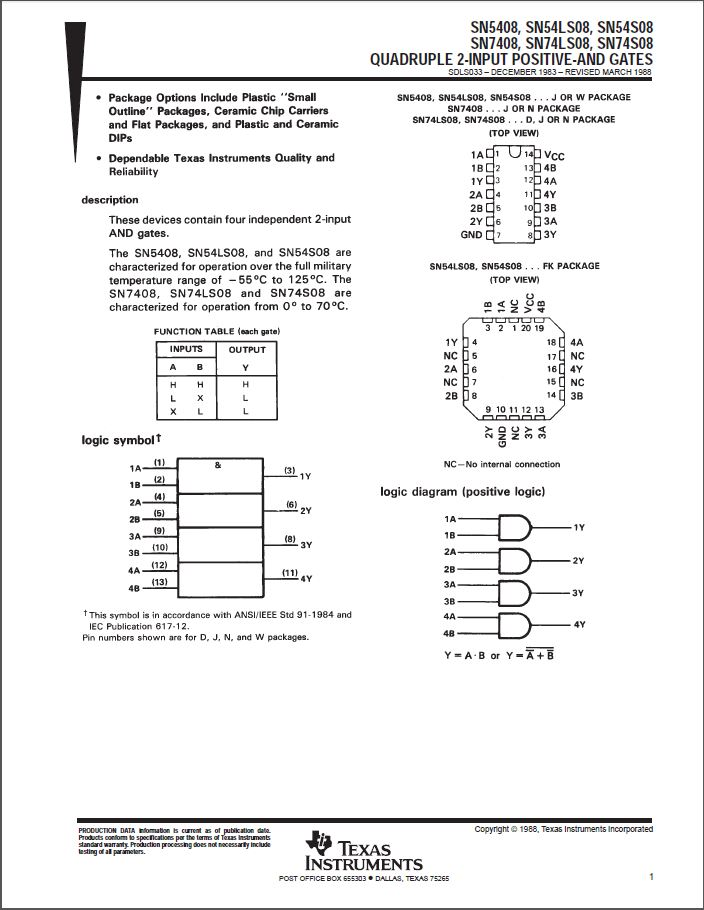 SN5408, SN54LS08, SN54S08
SN7408, SN74LS08, SN74S08
QUADRUPLE 2-INPUT POSITIVE-AND GATES
SDLS033 – DECEMBER 1983 – REVISED MARCH 1988
• Package Options Include Plastic "Small
Outline" Packages, Ceramic Chip Carriers
and Flat Packages, and Plastic and Ceramic
DIPs
• Dependable Texas Instruments Quality and
Reliability
description
These devices contain four independent 2-input
AND gates.
The SN5408, SN54LS08, and SN54S08 are
characterized for operation over the full military
temperature range of −55°C to 125°C. The
SN7408, SN74LS08 and SN74S08 are
characterized for operation from 0° to 70°C.
FUNCTION TABLE (each gate)
INPUTS OUTPUT
A B Y
H H H
L X L
X L L
logic symbol†
1A (1) & (3) 1Y
1B (2)
2A (4) (6) 2Y
2B (5)
3A (9) (8) 3Y
3B (10)
4A (12) (11) 4Y
4B (13)
† This symbol is in accordance with ANSI/IEEE Std 91-1984 and
IEC Publication 617-12.
Pin numbers shown are for D, J, N, and W packages.
SN5408, SN54LS08, SN54S08 . . . J OR W PACKAGE
SN7408 . . . J OR N PACKAGE
SN74LS08, SN74S08 . . . D, J OR N PACKAGE
(TOP VIEW)
1A 1 14 VCC
1B 2 13 4B
1Y 3 12 4A
2A 4 11 4Y
2B 5 10 3B
2Y 6 9 3A
GND 7 8 3Y
SN54LS08, SN54S08 . . . FK PACKAGE
(TOP VIEW)
1B 1A NC VCC 4B
3 2 1 20 19
1Y 4 18 4A
NC 5 17 NC
2A 6 16 4Y
NC 7 15 NC
2B 8 14 3B
9 10 11 12 13
2Y GND NC 3Y 3A
NC—No internal connection
logic diagram (positive logic)
1A
1B 1Y
2A
2B 2Y
3A
3B 3Y
4A
4B 4Y
Y = A·B or Y = A̅ + B̅ (overlined)
PRODUCTION DATA information is current as of publication date.
Products conform to specifications per the terms of Texas Instruments
standard warranty. Production processing does not necessarily include
testing of all parameters.
TEXAS
INSTRUMENTS
POST OFFICE BOX 655303 • DALLAS, TEXAS 75265
Copyright © 1988, Texas Instruments Incorporated
1